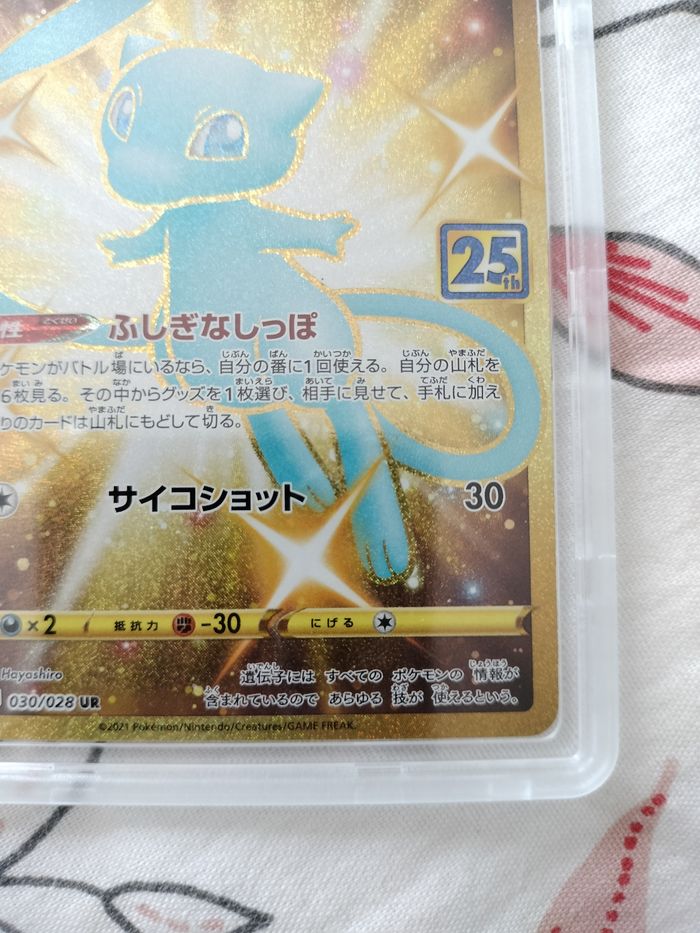 25th
性 とくせい ふしぎなしっぽ
ケモンがバトル場にいるなら、自分の番に1回使える。自分の山札を
6枚見る。その中からグッズを1枚選び、相手に見せて、手札に加え
りのカードは山札にもどして切る。
サイコショット 30
×2 抵抗力 -30 にげる
Hayashiro
遺伝子には すべての ポケモンの 情報が
030/028 UR 含まれているので あらゆる 技が 使えるという。
©2021 Pokémon/Nintendo/Creatures/GAME FREAK.